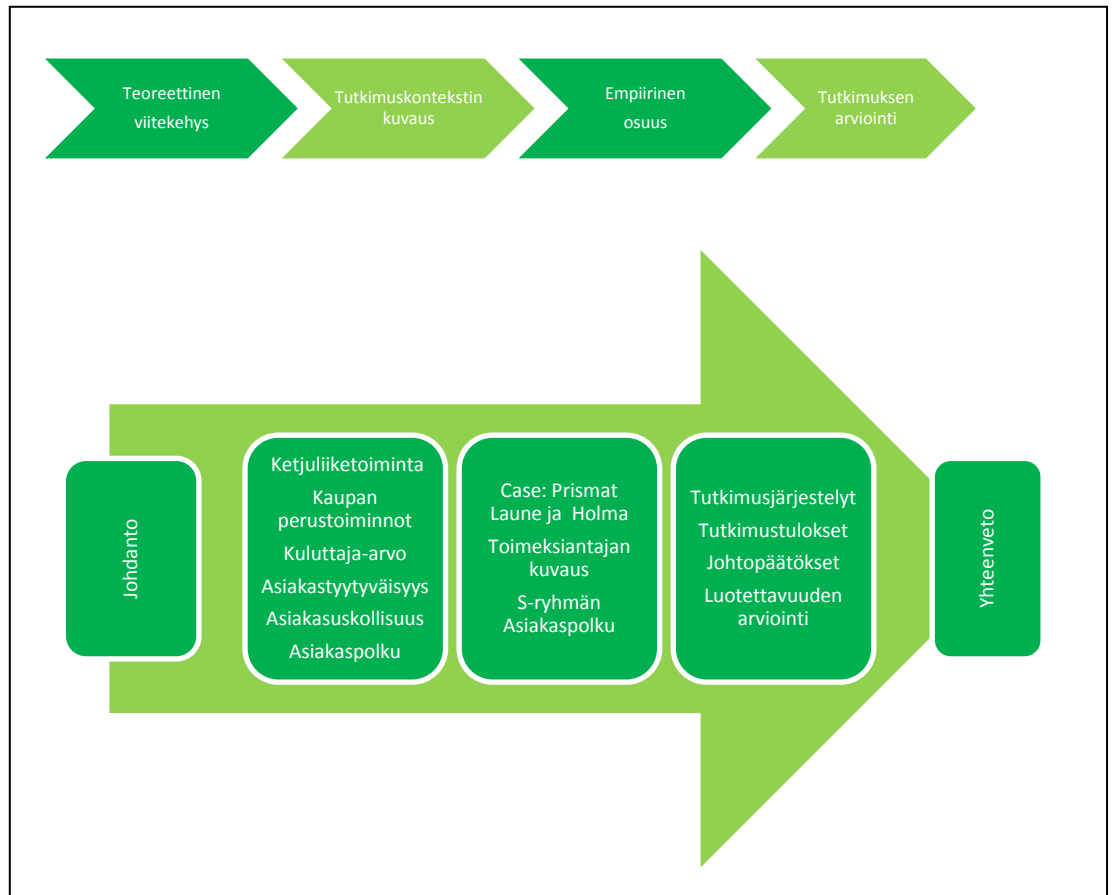 Teoreettinen
viitekehys
Tutkimuskontekstin
kuvaus
Empiirinen
osuus
Tutkimuksen
arviointi
Johdanto
Ketjuliiketoiminta
Kaupan
perustoiminnot
Kuluttaja-arvo
Asiakastyytyväisyys
Asiakasuskollisuus
Asiakaspolku
Case: Prismat
Laune ja Holma
Toimeksiantajan
kuvaus
S-ryhmän
Asiakaspolku
Tutkimusjärjestelyt
Tutkimustulokset
Johtopäätökset
Luotettavuuden
arviointi
Yhteenveto